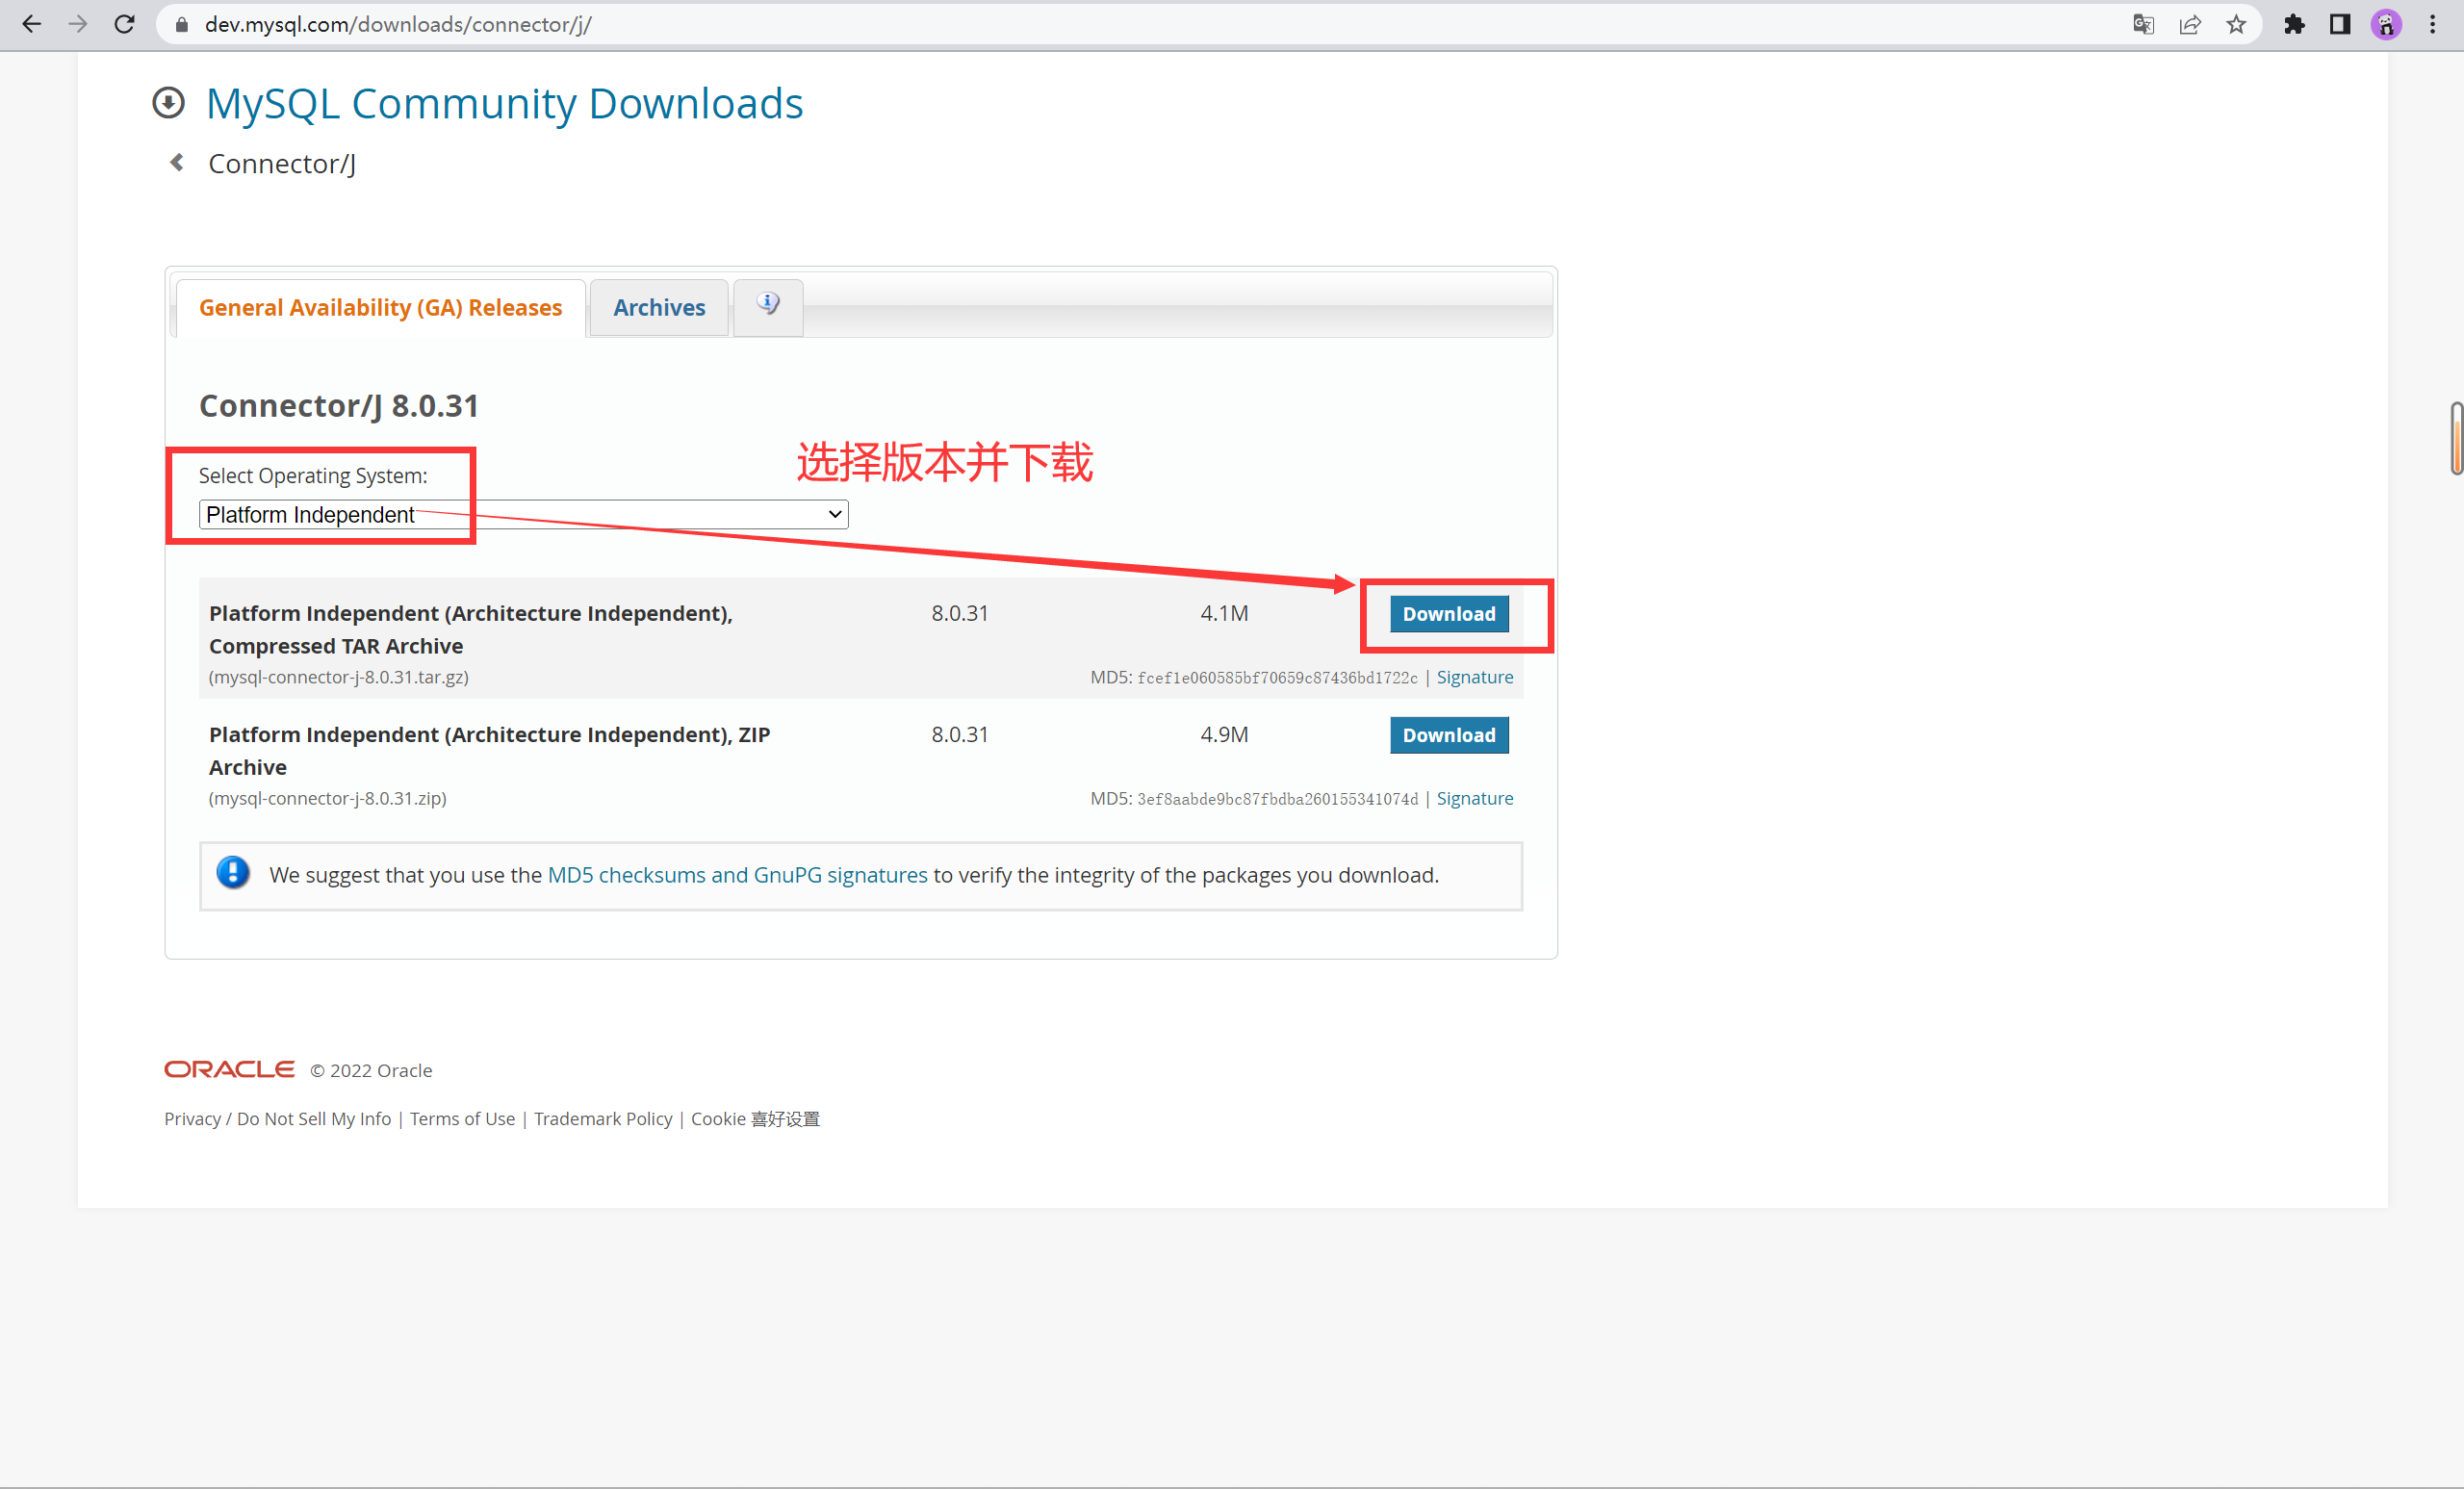 dev.mysql.com/downloads/connector/j/
MySQL Community Downloads
Connector/J
General Availability (GA) Releases
Archives
Connector/J 8.0.31
选择版本并下载
Select Operating System:
Platform Independent
Platform Independent (Architecture Independent), 8.0.31 4.1M Download
Compressed TAR Archive
(mysql-connector-j-8.0.31.tar.gz) MD5: fcef1e060585bf70659c87436bd1722c | Signature
Platform Independent (Architecture Independent), ZIP 8.0.31 4.9M Download
Archive
(mysql-connector-j-8.0.31.zip) MD5: 3ef8aabde9bc87fbdba260155341074d | Signature
We suggest that you use the MD5 checksums and GnuPG signatures to verify the integrity of the packages you download.
ORACLE © 2022 Oracle
Privacy / Do Not Sell My Info | Terms of Use | Trademark Policy | Cookie 喜好设置